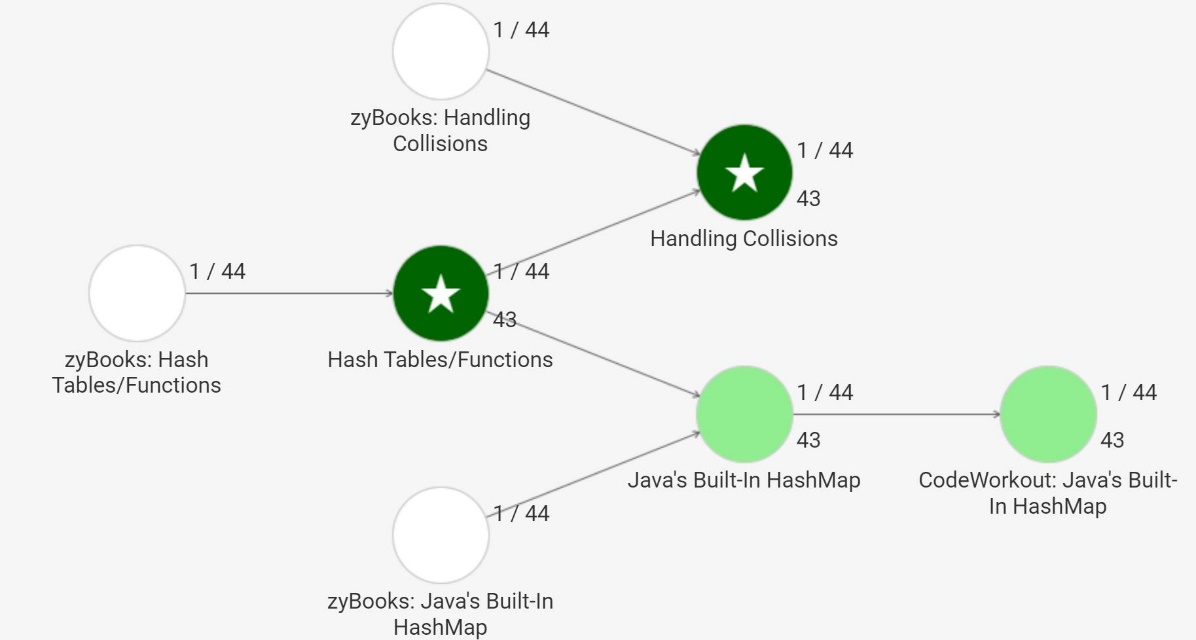 1 / 44
zyBooks: Handling
Collisions
1 / 44
43
Handling Collisions
1 / 44
zyBooks: Hash
Tables/Functions
1 / 44
43
Hash Tables/Functions
1 / 44
43
Java's Built-In HashMap
1 / 44
43
CodeWorkout: Java's Built-
In HashMap
1 / 44
zyBooks: Java's Built-In
HashMap